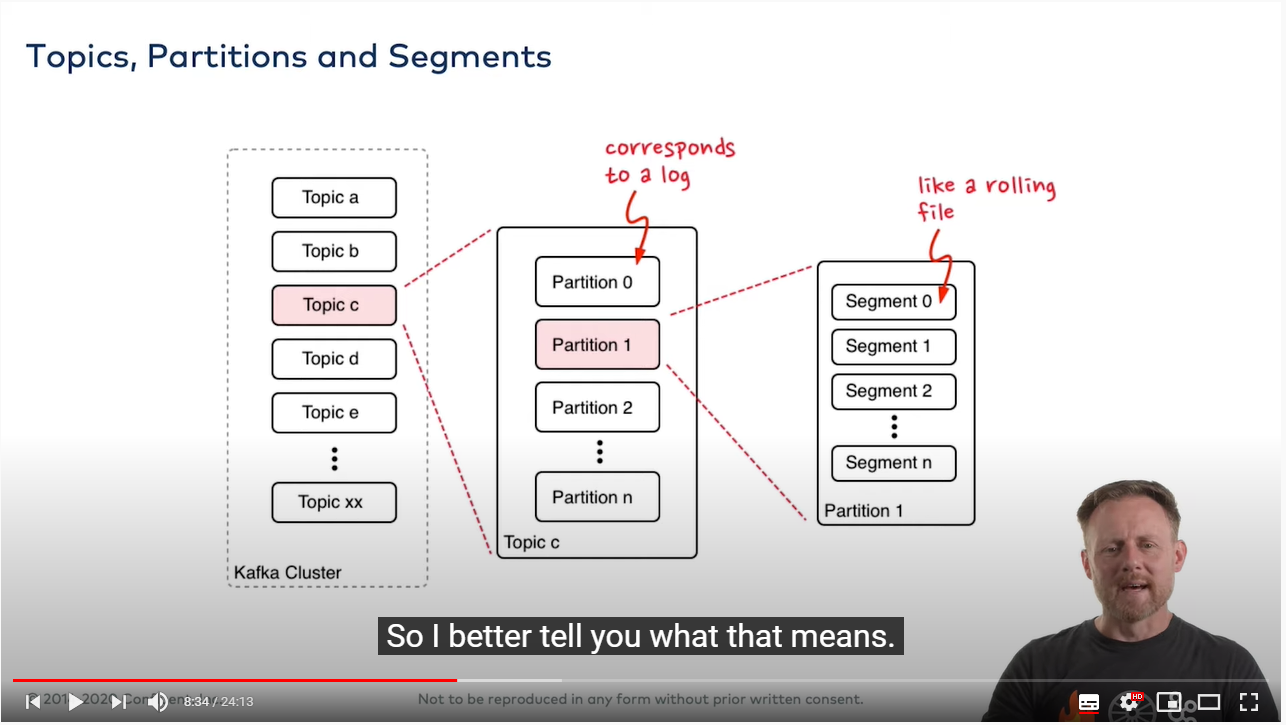 Topics, Partitions and Segments
corresponds
to a log
like a rolling
file
Topic a
Topic b
Topic c
Topic d
Topic e
Topic xx
Kafka Cluster
Partition 0
Partition 1
Partition 2
Partition n
Topic c
Segment 0
Segment 1
Segment 2
Segment n
Partition 1
So I better tell you what that means.
Not to be reproduced in any form without prior written consent.
8:34 / 24:13
HD